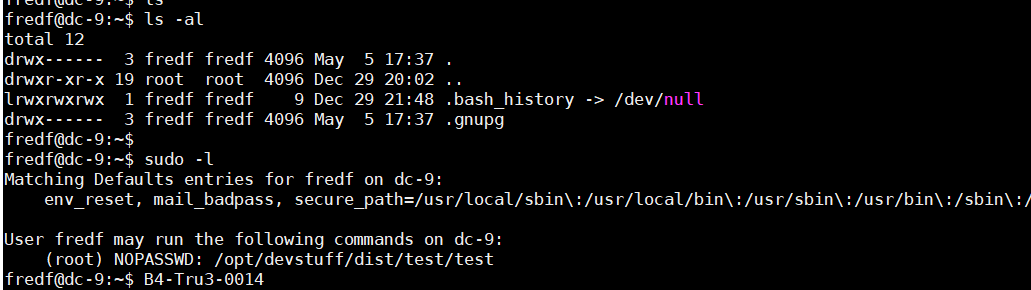 fredf@dc-9:~$ ls
fredf@dc-9:~$ ls -al
total 12
drwx------  3 fredf fredf 4096 May  5 17:37 .
drwxr-xr-x 19 root  root  4096 Dec 29 20:02 ..
lrwxrwxrwx  1 fredf fredf    9 Dec 29 21:48 .bash_history -> /dev/null
drwx------  3 fredf fredf 4096 May  5 17:37 .gnupg
fredf@dc-9:~$
fredf@dc-9:~$ sudo -l
Matching Defaults entries for fredf on dc-9:
    env_reset, mail_badpass, secure_path=/usr/local/sbin\:/usr/local/bin\:/usr/sbin\:/usr/bin\:/sbin\:/

User fredf may run the following commands on dc-9:
    (root) NOPASSWD: /opt/devstuff/dist/test/test
fredf@dc-9:~$ B4-Tru3-0014